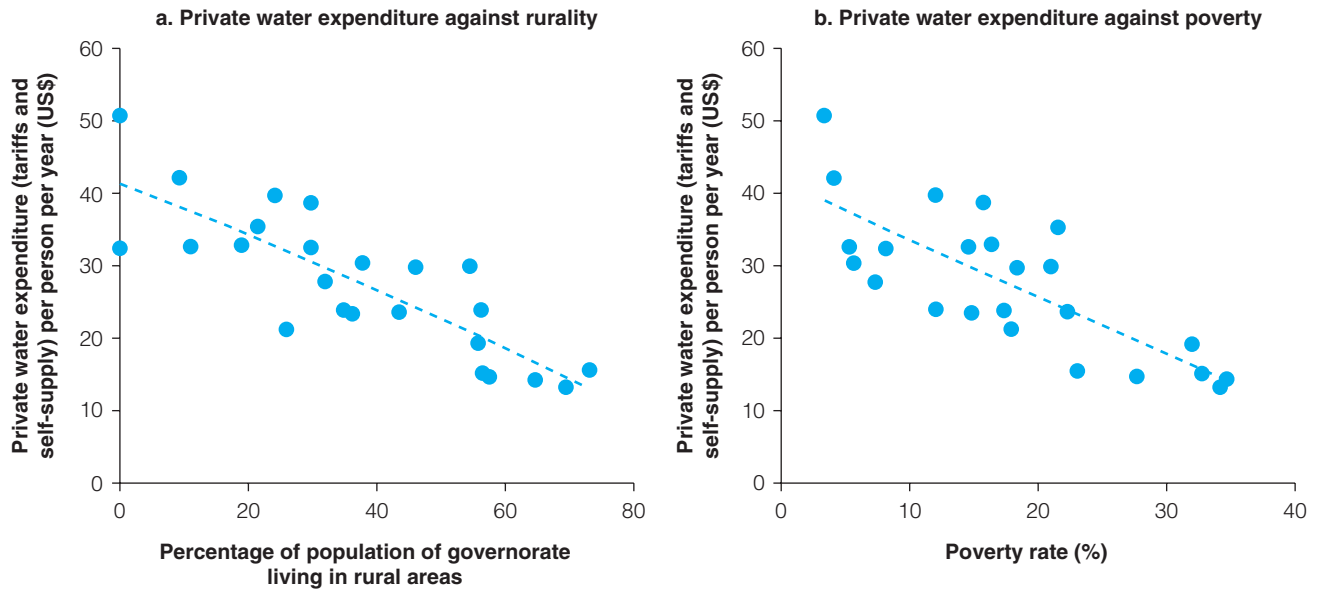 a. Private water expenditure against rurality
Private water expenditure (tariffs and
self-supply) per person per year (US$)
60
50
40
30
20
10
0
0 20 40 60 80
Percentage of population of governorate
living in rural areas
b. Private water expenditure against poverty
Private water expenditure (tariffs and
self-supply) per person per year (US$)
60
50
40
30
20
10
0
0 10 20 30 40
Poverty rate (%)